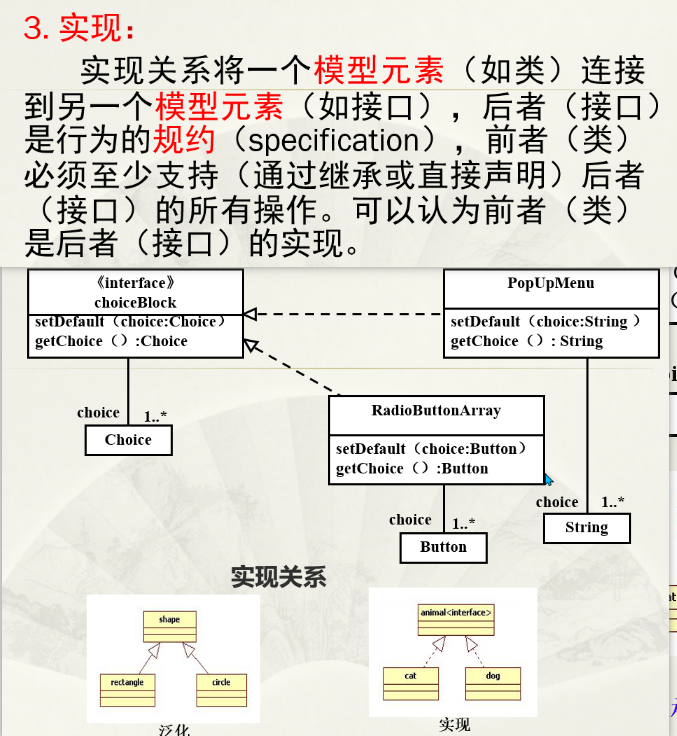 3. 实现：
实现关系将一个模型元素（如类）连接
到另一个模型元素（如接口），后者（接口）
是行为的规约（specification），前者（类）
必须至少支持（通过继承或直接声明）后者
（接口）的所有操作。可以认为前者（类）
是后者（接口）的实现。
《interface》
choiceBlock
setDefault（choice:Choice）
getChoice（）:Choice
PopUpMenu
setDefault（choice:String ）
getChoice（）: String
choice 1..*
Choice
RadioButtonArray
setDefault（choice:Button）
getChoice（）:Button
choice 1..*
Button
choice 1..*
String
实现关系
shape
rectangle
circle
泛化
animal<interface>
cat
dog
实现